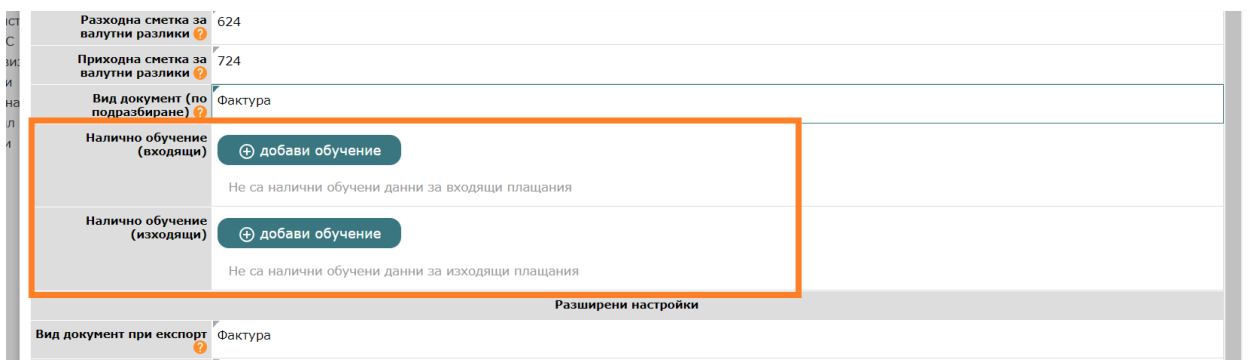 Разходна сметка за
валутни разлики ?
624
Приходна сметка за
валутни разлики ?
724
Вид документ (по
подразбиране) ?
Фактура
Налично обучение
(входящи)
добави обучение
Не са налични обучени данни за входящи плащания
Налично обучение
(изходящи)
добави обучение
Не са налични обучени данни за изходящи плащания
Разширени настройки
Вид документ при експорт
?
Фактура